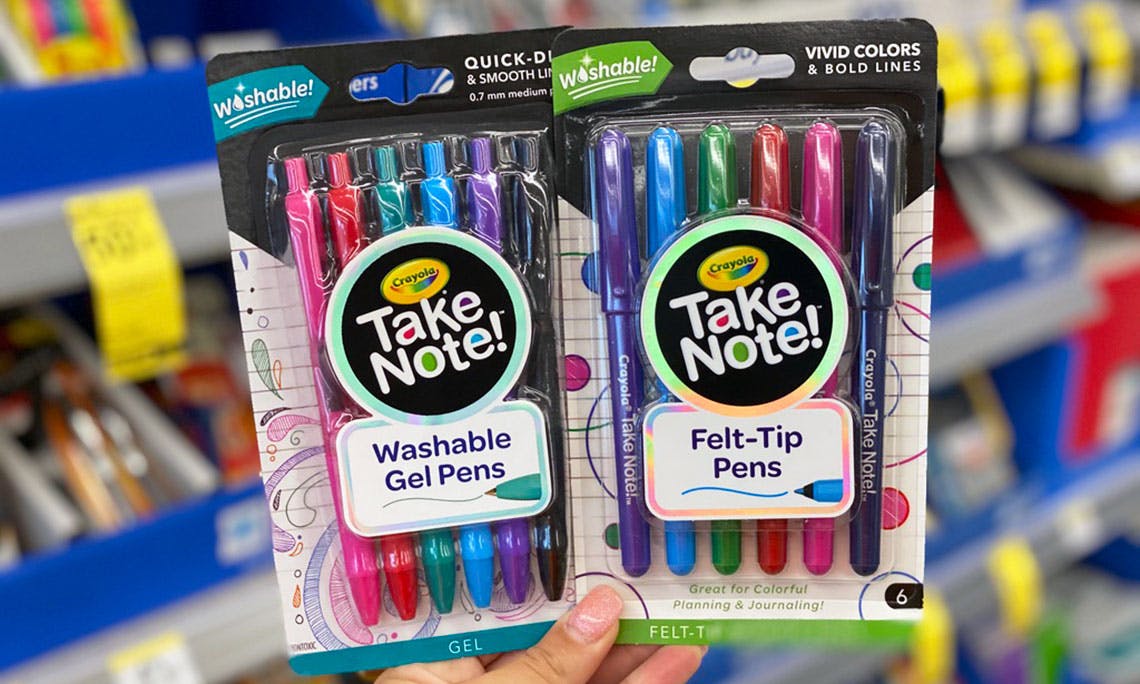 Washable!
QUICK-D
& SMOOTH
0.7 mm medium
Crayola
Take
Note!
Washable
Gel Pens
GEL
Washable!
VIVID COLORS
& BOLD LINES
Crayola
Take
Note!
Felt-Tip
Pens
Crayola® Take Note!™
Crayola® Take Note!™
Great for Colorful
Planning & Journaling!
6
FELT-T